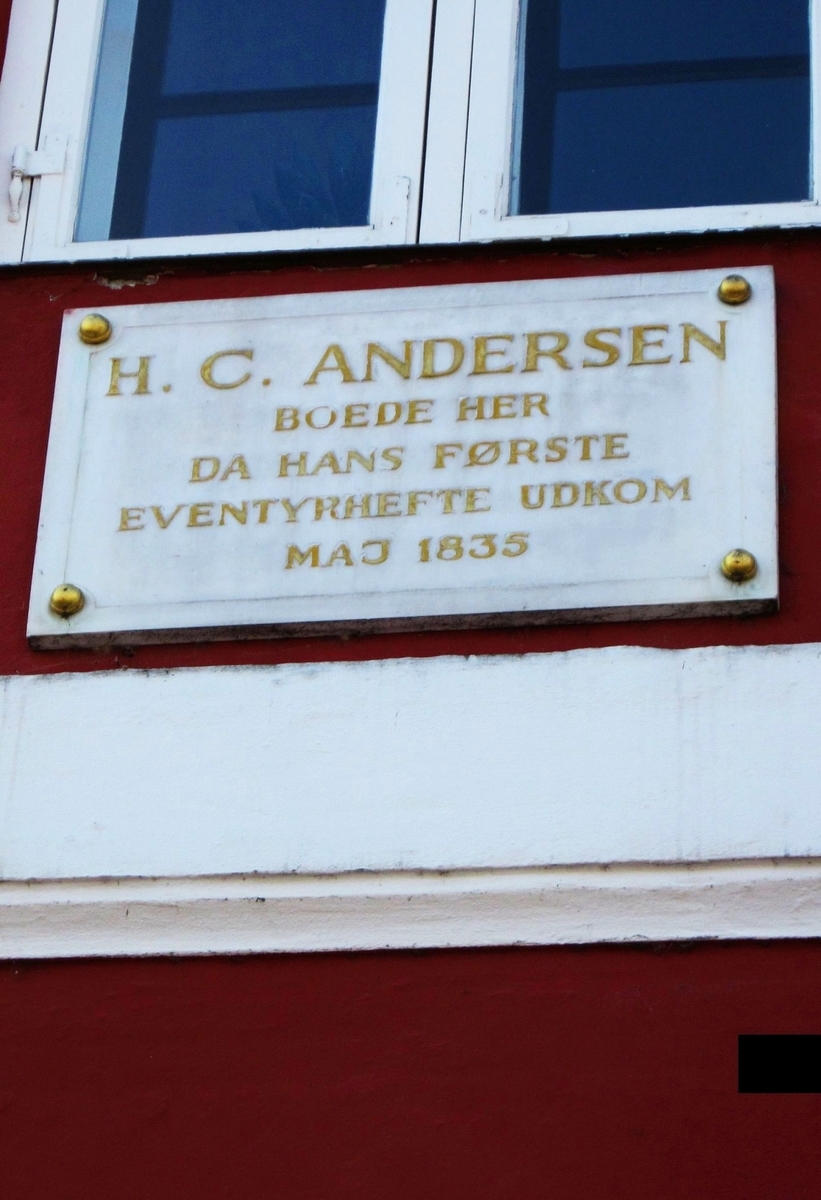 H. C. ANDERSEN
BOEDE HER
DA HANS FØRSTE
EVENTYRHEFTE UDKOM
MAJ 1835